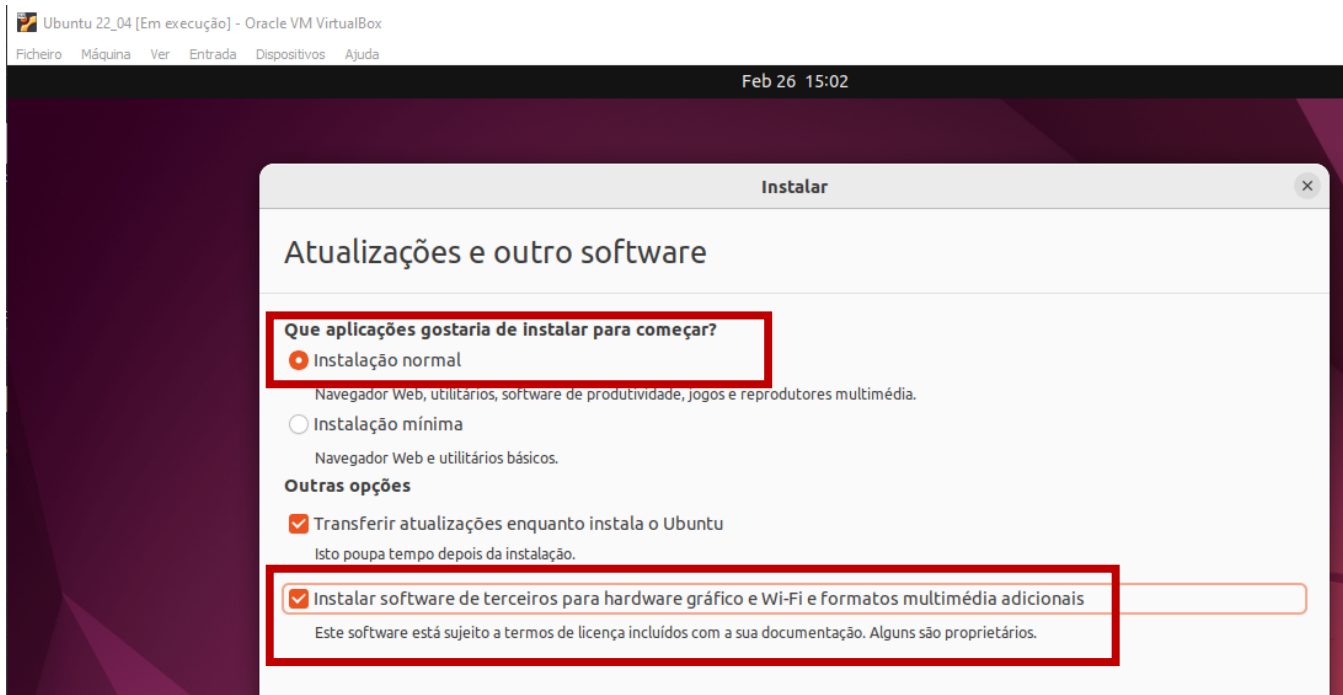 Ubuntu 22_04 [Em execução] - Oracle VM VirtualBox
Ficheiro Máquina Ver Entrada Dispositivos Ajuda
Feb 26 15:02
Instalar
Atualizações e outro software
Que aplicações gostaria de instalar para começar?
Instalação normal
Navegador Web, utilitários, software de produtividade, jogos e reprodutores multimédia.
Instalação mínima
Navegador Web e utilitários básicos.
Outras opções
Transferir atualizações enquanto instala o Ubuntu
Isto poupa tempo depois da instalação.
Instalar software de terceiros para hardware gráfico e Wi-Fi e formatos multimédia adicionais
Este software está sujeito a termos de licença incluídos com a sua documentação. Alguns são proprietários.